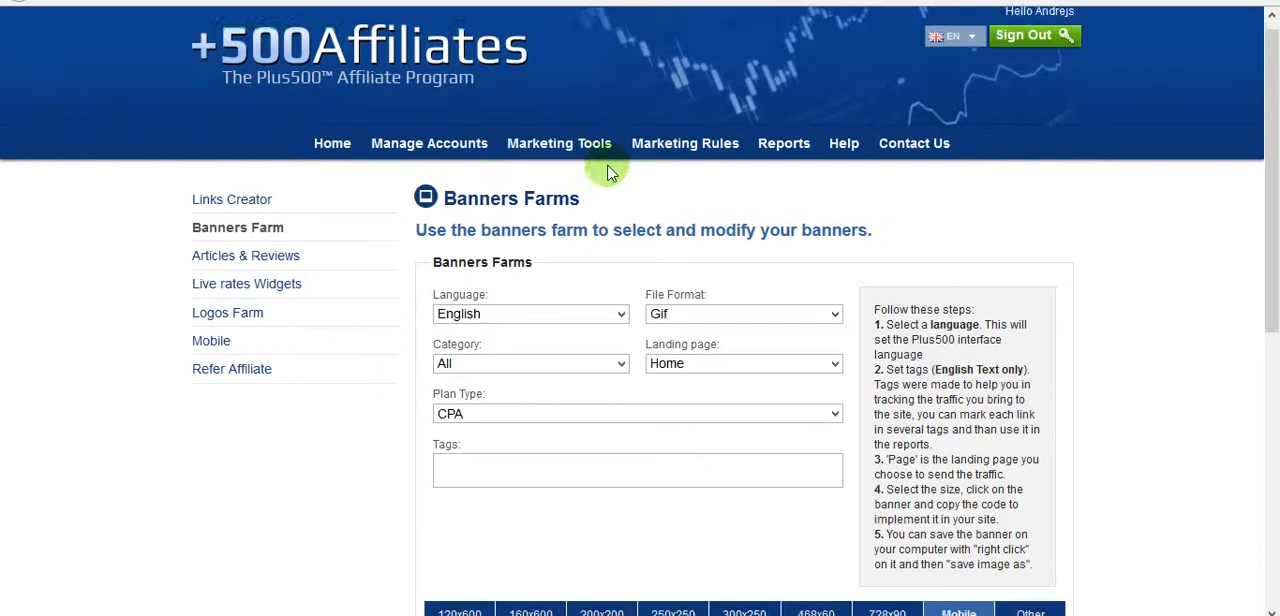 Hello Andrejs
+500Affiliates
EN
Sign Out
The Plus500™ Affiliate Program
Home Manage Accounts Marketing Tools Marketing Rules Reports Help Contact Us
Links Creator
Banners Farm
Articles & Reviews
Live rates Widgets
Logos Farm
Mobile
Refer Affiliate
Banners Farms
Use the banners farm to select and modify your banners.
Banners Farms
Language: File Format:
English Gif
Category: Landing page:
All Home
Plan Type:
CPA
Tags:
Follow these steps:
1. Select a language. This will
set the Plus500 interface
language
2. Set tags (English Text only).
Tags were made to help you in
tracking the traffic you bring to
the site, you can mark each link
in several tags and than use it in
the reports.
3. 'Page' is the landing page you
choose to send the traffic.
4. Select the size, click on the
banner and copy the code to
implement it in your site.
5. You can save the banner on
your computer with "right click"
on it and then "save image as".
120x600 160x600 200x200 250x250 300x250 468x60 728x90 Mobile Other